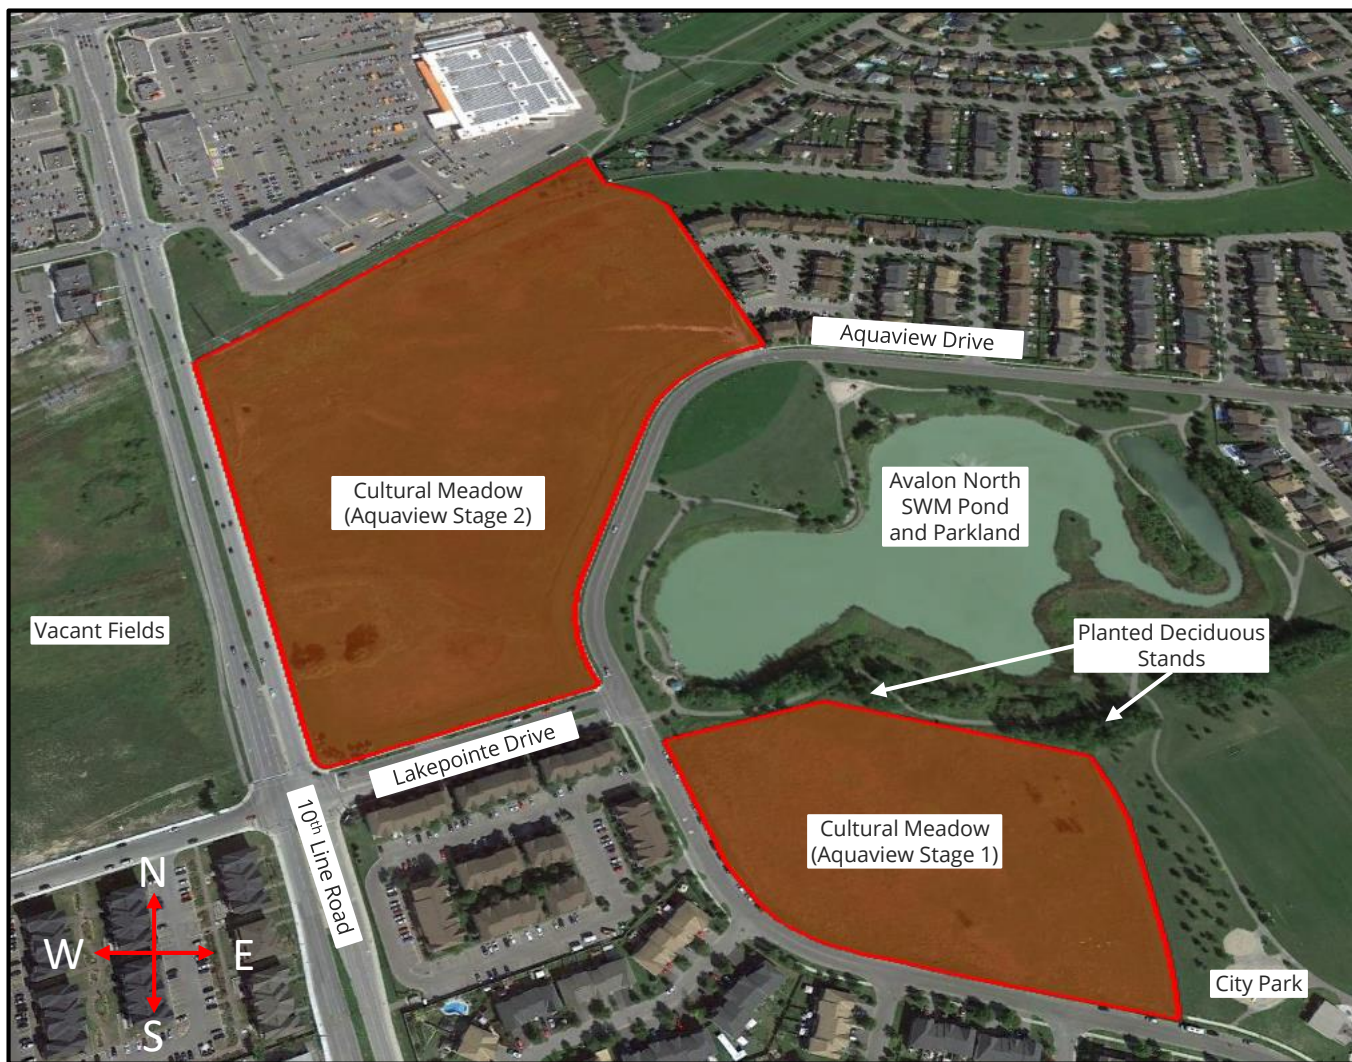 Aquaview Drive
Cultural Meadow
(Aquaview Stage 2)
Avalon North
SWM Pond
and Parkland
Vacant Fields
Planted Deciduous
Stands
Lakepointe Drive
10th Line Road
Cultural Meadow
(Aquaview Stage 1)
N
W E
S
City Park